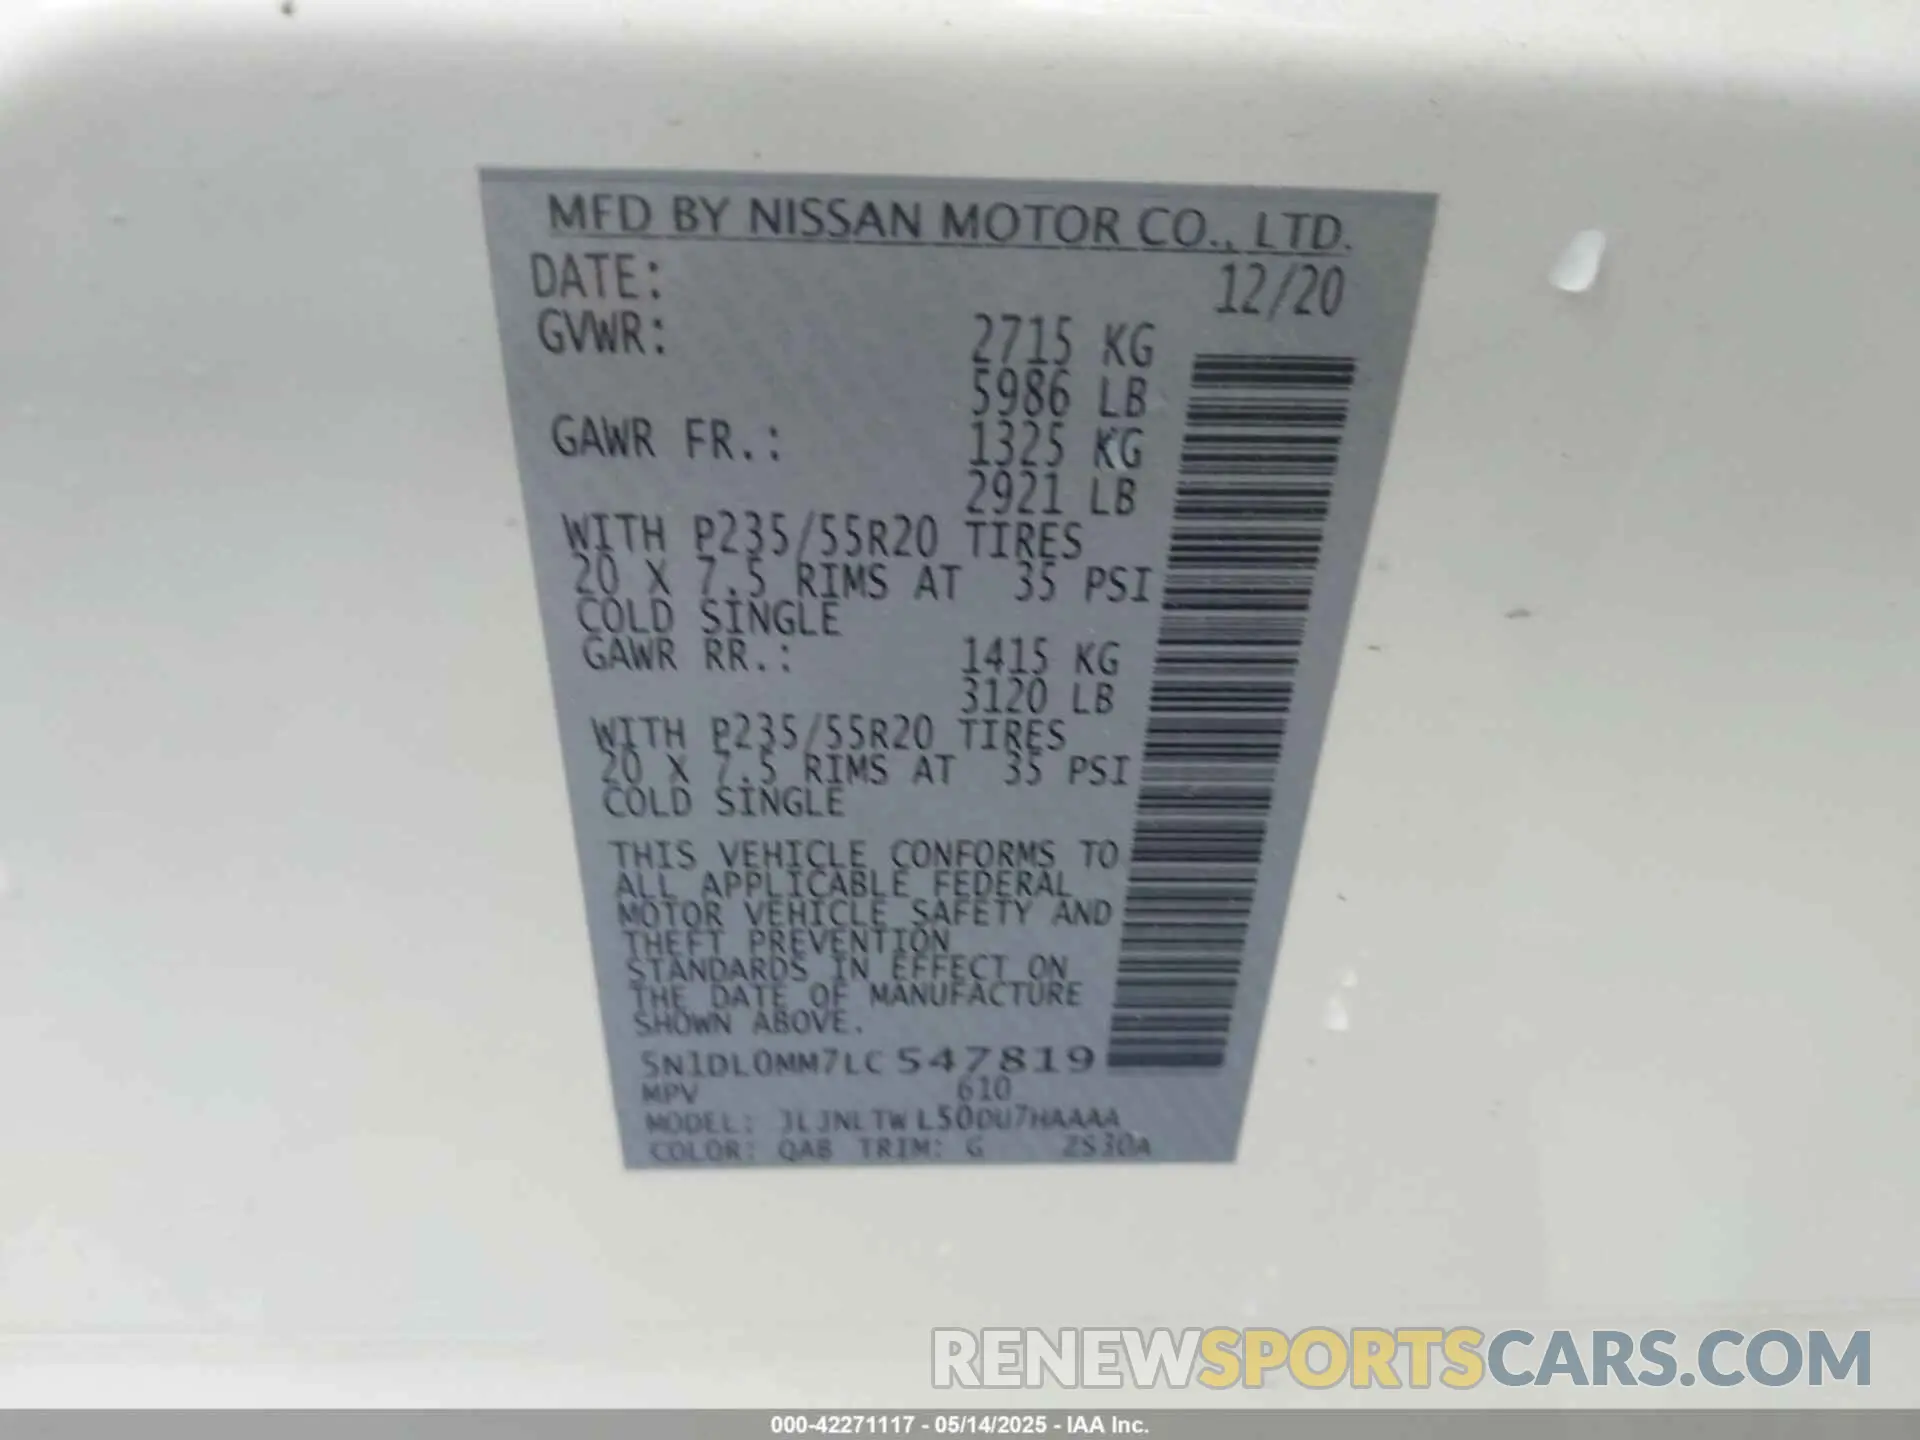 MFD BY NISSAN MOTOR CO., LTD.
DATE: 12/20
GVWR: 2715 KG
5986 LB
GAWR FR.: 1325 KG
2921 LB
WITH P235/55R20 TIRES
20 X 7.5 RIMS AT 35 PSI
COLD SINGLE
GAWR RR.: 1415 KG
3120 LB
WITH P235/55R20 TIRES
20 X 7.5 RIMS AT 35 PSI
COLD SINGLE
THIS VEHICLE CONFORMS TO
ALL APPLICABLE FEDERAL
MOTOR VEHICLE SAFETY AND
THEFT PREVENTION
STANDARDS IN EFFECT ON
THE DATE OF MANUFACTURE
SHOWN ABOVE.
5N1DL0MM7LC547819
MPV 610
MODEL: JLJNLTW L50DU7HAAAA
COLOR: QAB TRIM: G ZS30A
RENEWSPORTSCARS.COM
000-42271117 - 05/14/2025 - IAA Inc.